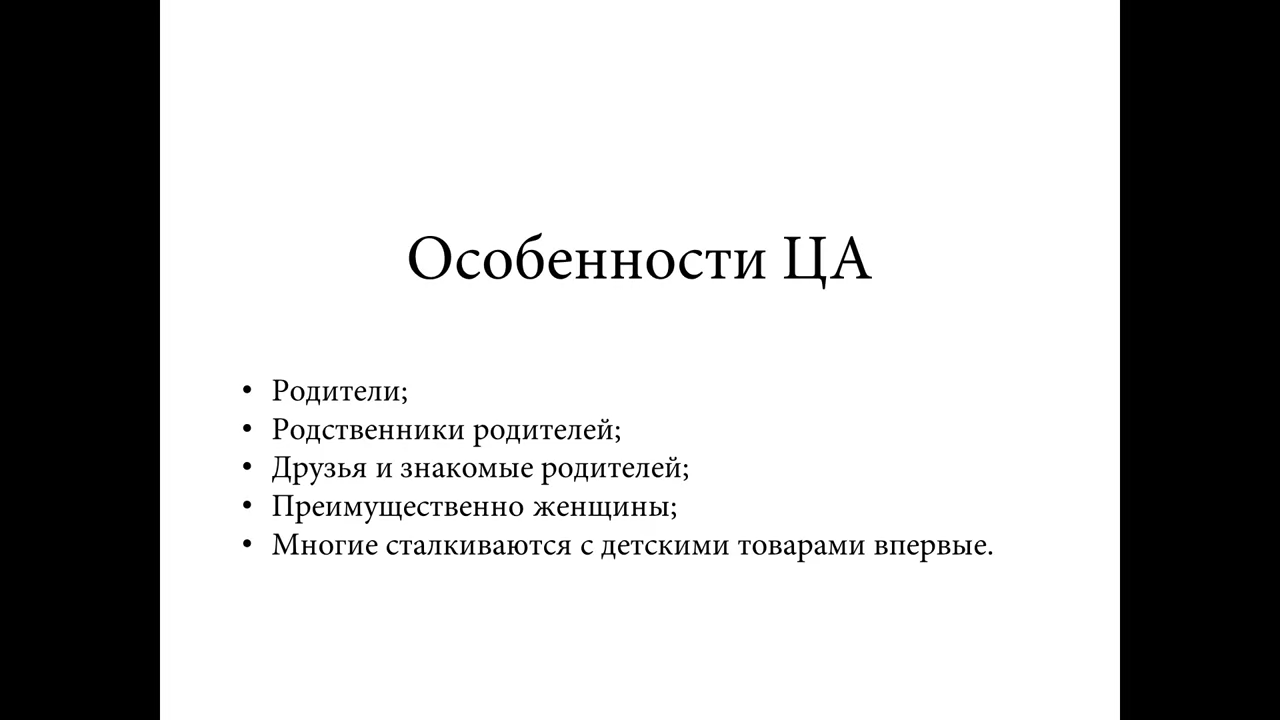 Особенности ЦА
• Родители;
• Родственники родителей;
• Друзья и знакомые родителей;
• Преимущественно женщины;
• Многие сталкиваются с детскими товарами впервые.